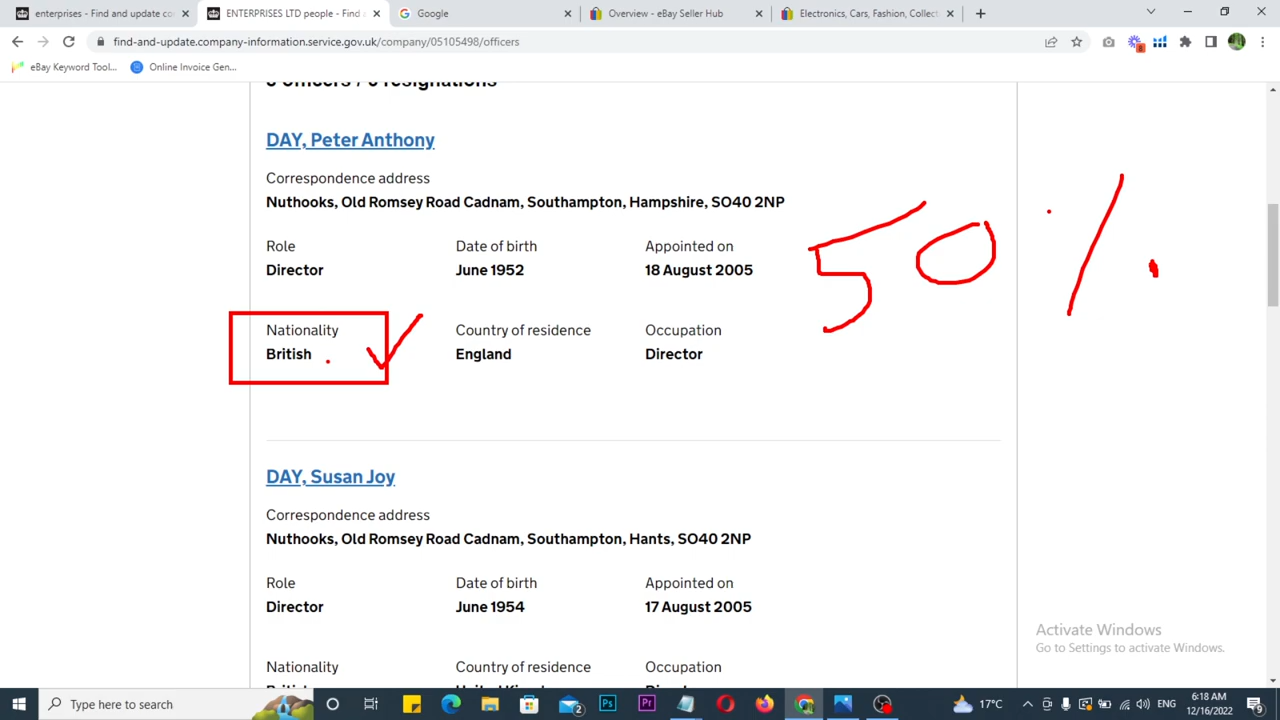 enterprises - Find and update co
ENTERPRISES LTD people - Find
Google
Overview - eBay Seller Hub
Electronics, Cars, Fashion, Collect
find-and-update.company-information.service.gov.uk/company/05105498/officers
eBay Keyword Tool...
Online Invoice Gen...
DAY, Peter Anthony
Correspondence address
Nuthooks, Old Romsey Road Cadnam, Southampton, Hampshire, SO40 2NP
Role Date of birth Appointed on
Director June 1952 18 August 2005
50 %
Nationality Country of residence Occupation
British England Director
DAY, Susan Joy
Correspondence address
Nuthooks, Old Romsey Road Cadnam, Southampton, Hants, SO40 2NP
Role Date of birth Appointed on
Director June 1954 17 August 2005
Activate Windows
Go to Settings to activate Windows.
Nationality Country of residence Occupation
Type here to search
17°C
ENG
6:18 AM
12/16/2022